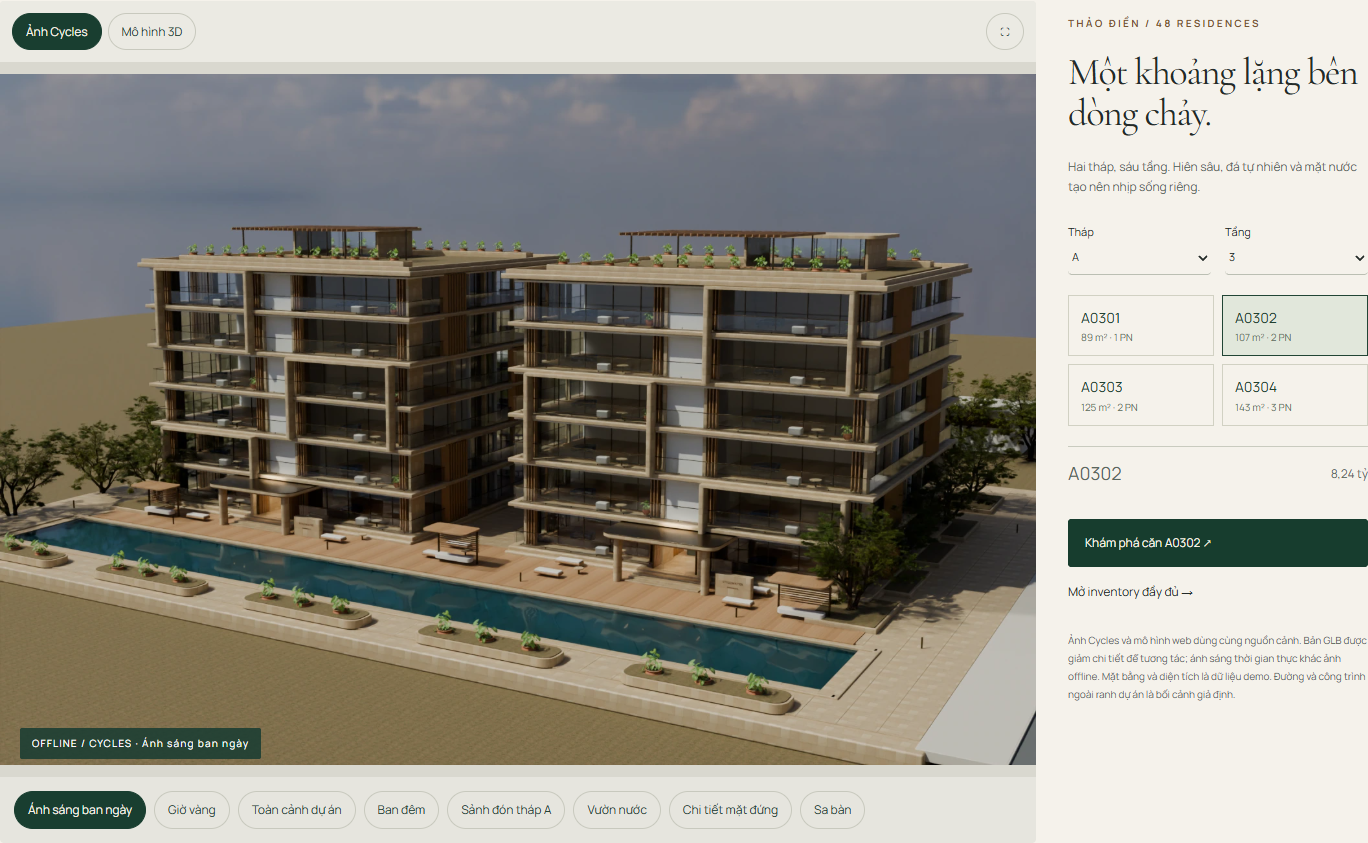 Ảnh Cycles
Mô hình 3D
THẢO ĐIỀN / 48 RESIDENCES
Một khoảng lặng bên
dòng chảy.
Hai tháp, sáu tầng. Hiên sâu, đá tự nhiên và mặt nước
tạo nên nhịp sống riêng.
Tháp
Tầng
A
3
A0301
89 m² · 1 PN
A0302
107 m² · 2 PN
A0303
125 m² · 2 PN
A0304
143 m² · 3 PN
A0302
8,24 tỷ
Khám phá căn A0302 ↗
Mở inventory đầy đủ →
Ảnh Cycles và mô hình web dùng cùng nguồn cảnh. Bản GLB được
giảm chi tiết để tương tác; ánh sáng thời gian thực khác ảnh
offline. Mặt bằng và diện tích là dữ liệu demo. Đường và công trình
ngoài ranh dự án là bối cảnh giả định.
OFFLINE / CYCLES · Ánh sáng ban ngày
Ánh sáng ban ngày
Giờ vàng
Toàn cảnh dự án
Ban đêm
Sảnh đón tháp A
Vườn nước
Chi tiết mặt đứng
Sa bàn